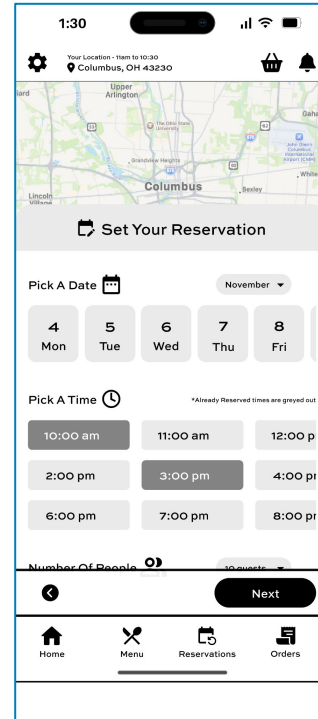 1:30
Your Location - 11am to 10:30
Columbus, OH 43230
Upper
Arlington
The Ohio State
University
Grandview Heights
John Glenn
Columbus
International
Airport (CMH)
Columbus
Bexley
White
Lincoln
Village
Set Your Reservation
Pick A Date
November
4 5 6 7 8
Mon Tue Wed Thu Fri
Pick A Time
*Already Reserved times are greyed out
10:00 am 11:00 am 12:00 p
2:00 pm 3:00 pm 4:00 pm
6:00 pm 7:00 pm 8:00 pm
Number Of People
10 guests
Next
Home Menu Reservations Orders